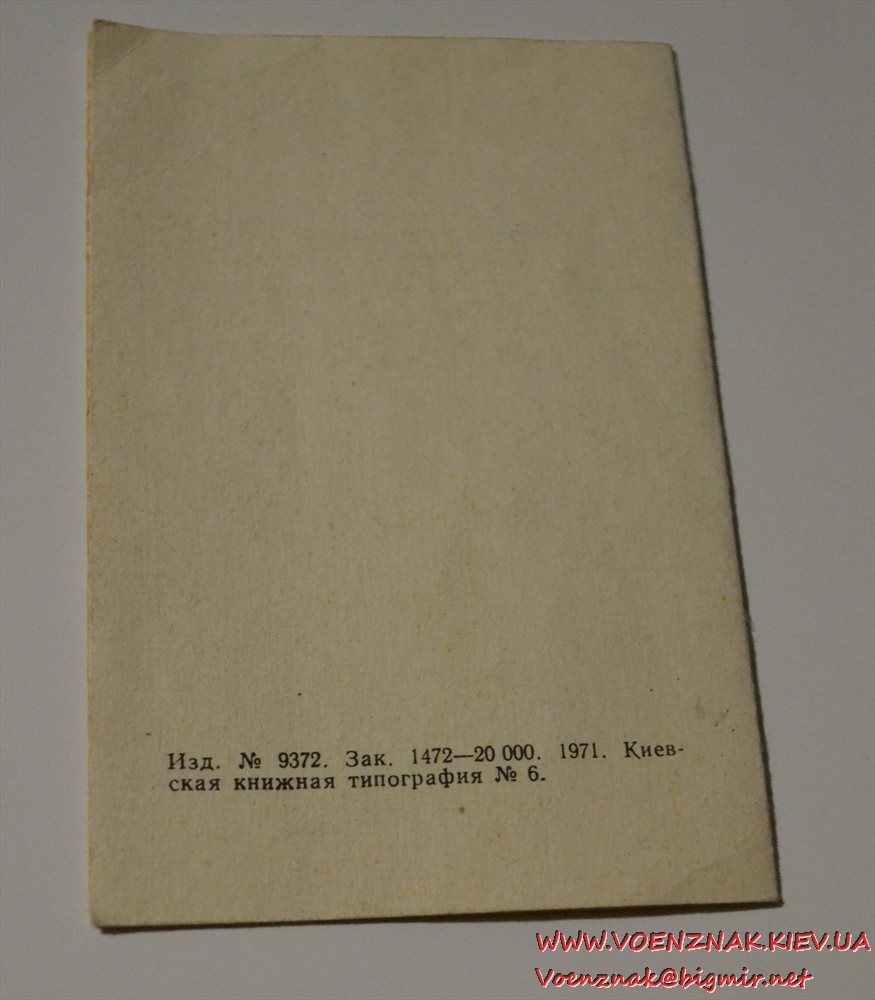 Изд. № 9372. Зак. 1472—20 000. 1971. Киев-
ская книжная типография № 6.
WWW.VOENZNAK.KIEV.UA
Voenznak@bigmir.net